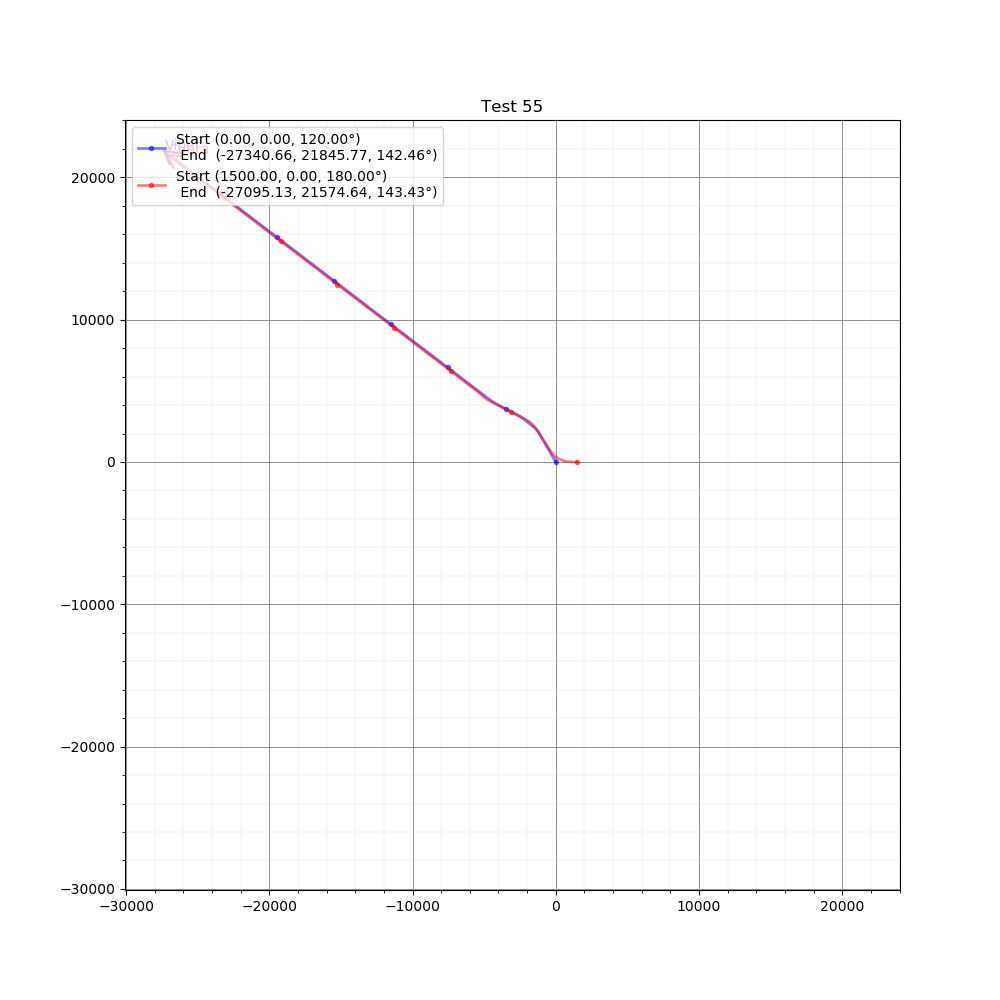 Test 55
Start (0.00, 0.00, 120.00°)
End (-27340.66, 21845.77, 142.46°)
Start (1500.00, 0.00, 180.00°)
End (-27095.13, 21574.64, 143.43°)
20000
10000
0
−10000
−20000
−30000
−30000 −20000 −10000 0 10000 20000